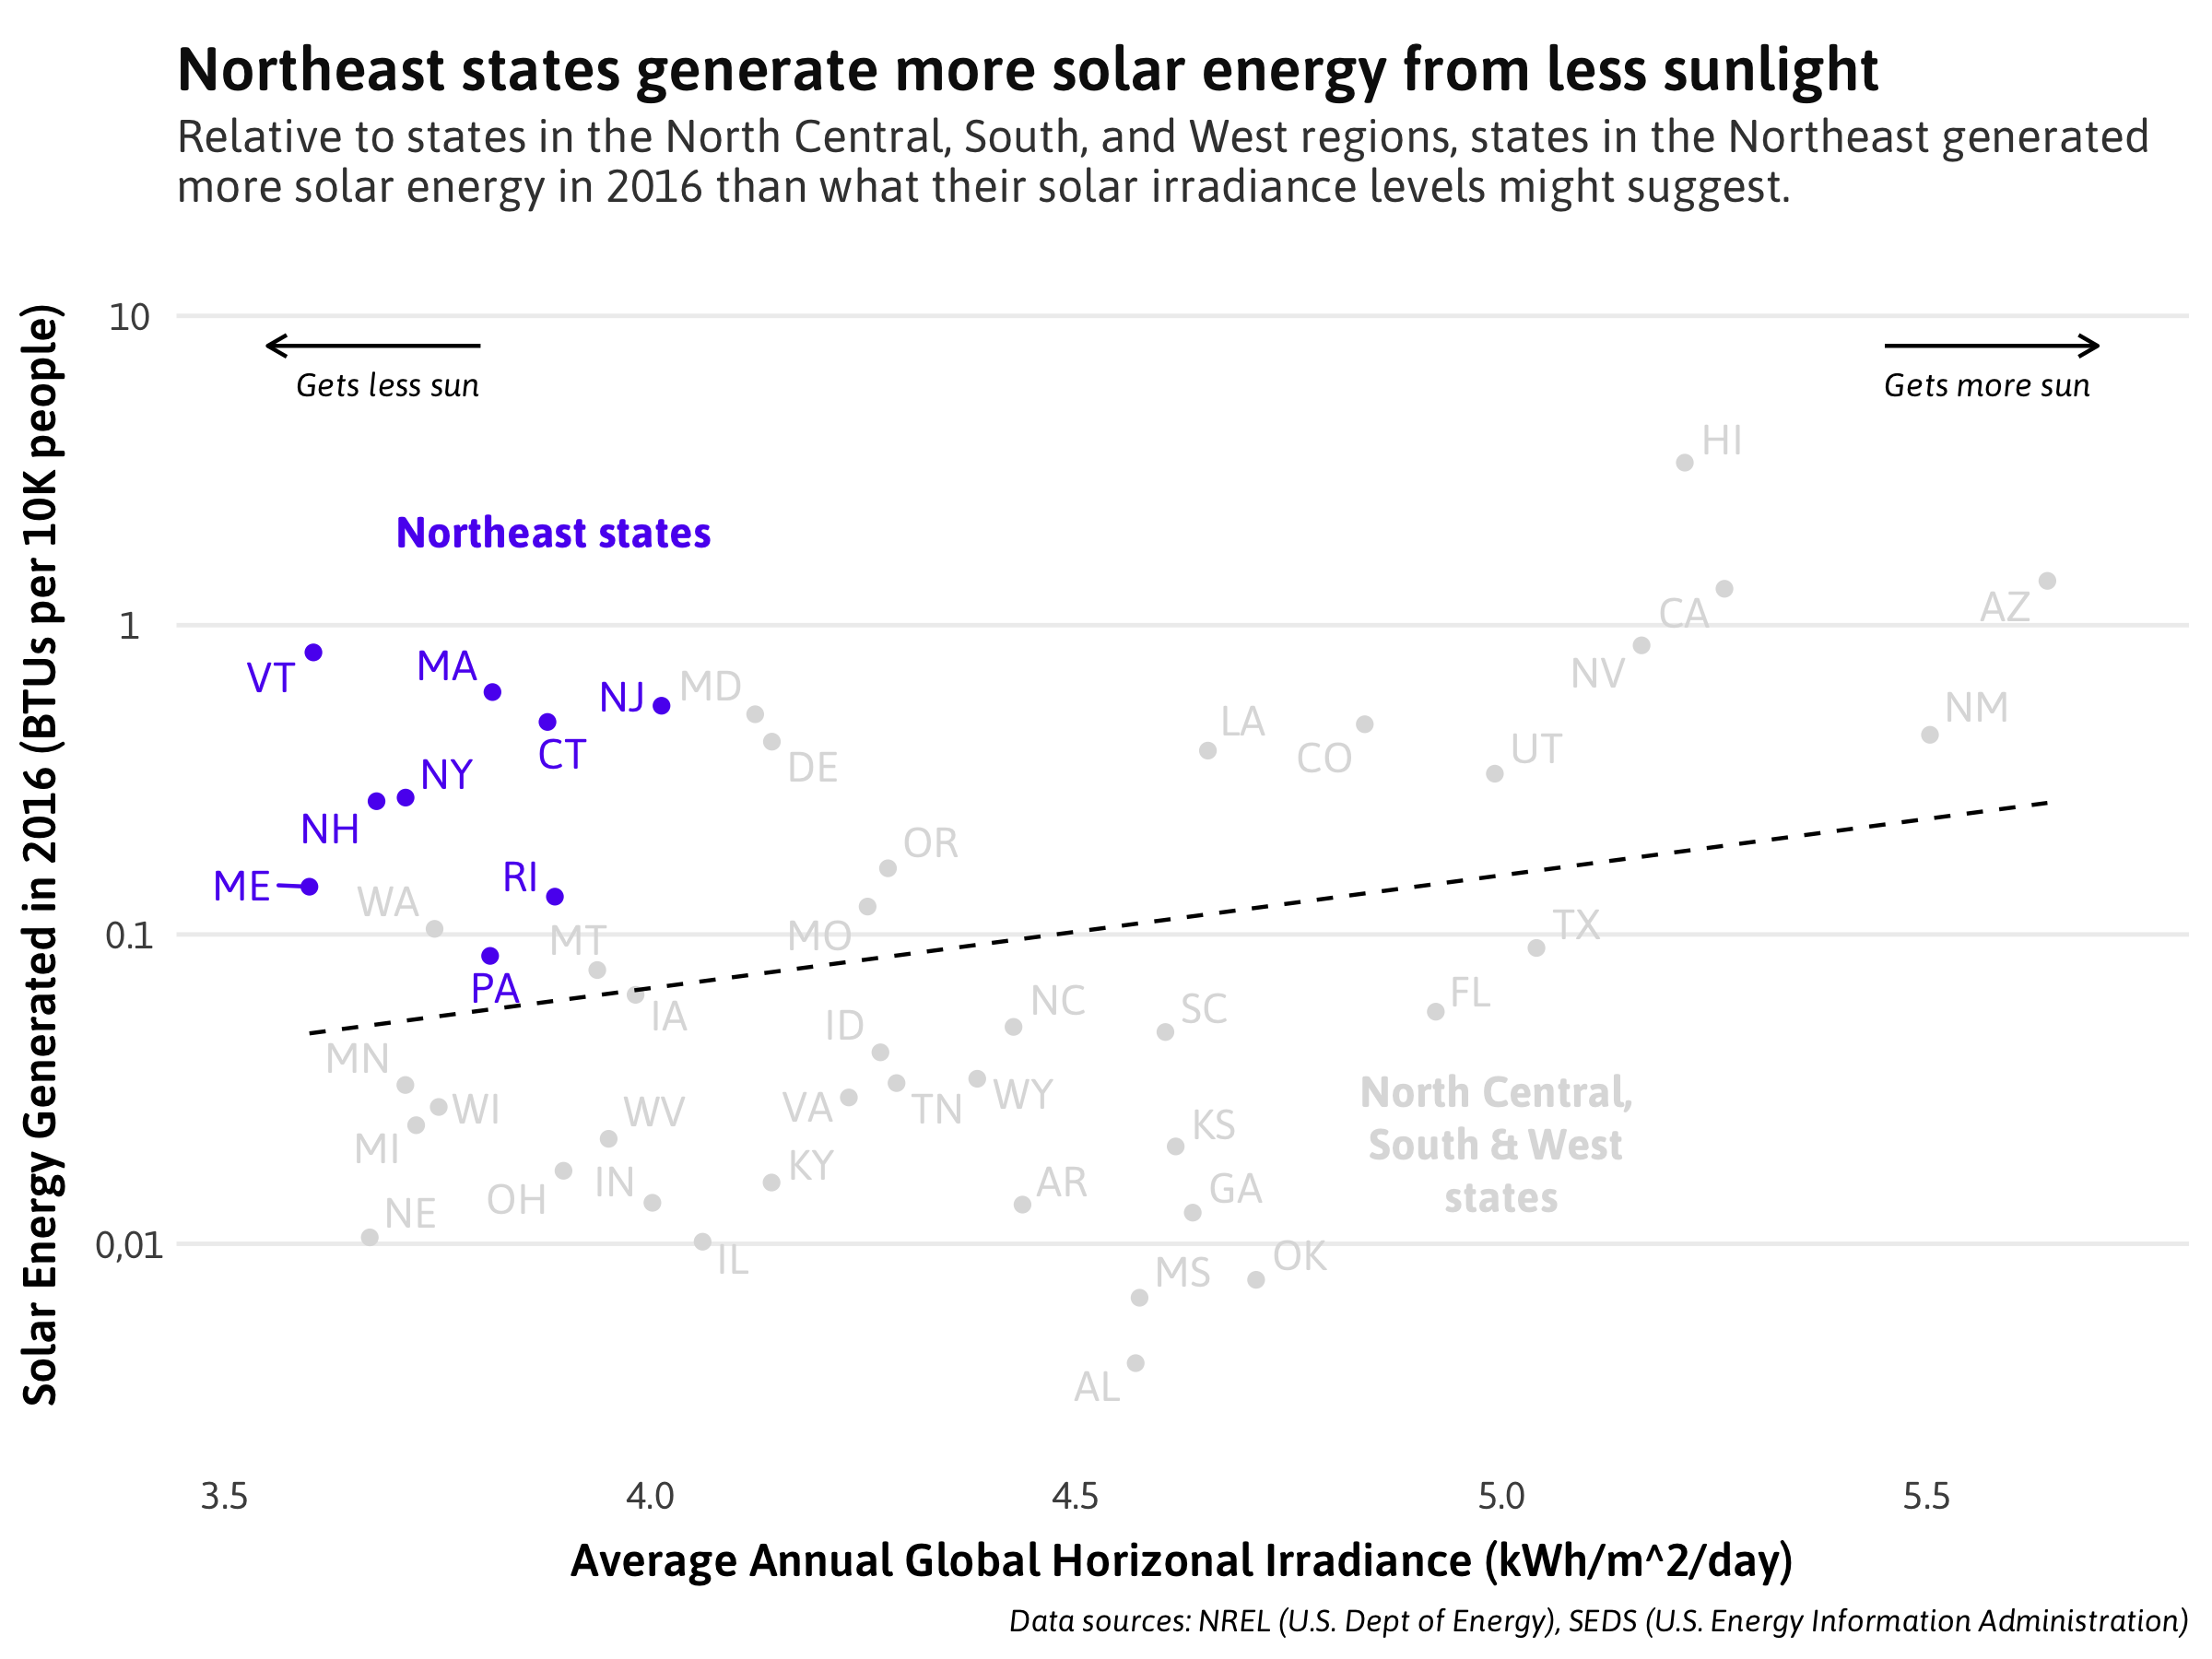 Northeast states generate more solar energy from less sunlight
Relative to states in the North Central, South, and West regions, states in the Northeast generated
more solar energy in 2016 than what their solar irradiance levels might suggest.
Solar Energy Generated in 2016 (BTUs per 10K people)
10
1
0.1
0,01
Gets less sun
Gets more sun
HI
Northeast states
CA
AZ
VT
MA
NJ
MD
NV
CT
DE
LA
CO
UT
NM
NY
NH
OR
ME
RI
WA
MT
MO
TX
PA
IA
ID
NC
SC
FL
MN
WI
MI
WV
VA
TN
WY
North Central,
South & West
states
KS
OH
IN
KY
AR
GA
NE
IL
MS
OK
AL
3.5
4.0
4.5
5.0
5.5
Average Annual Global Horizonal Irradiance (kWh/m^2/day)
Data sources: NREL (U.S. Dept of Energy), SEDS (U.S. Energy Information Administration)